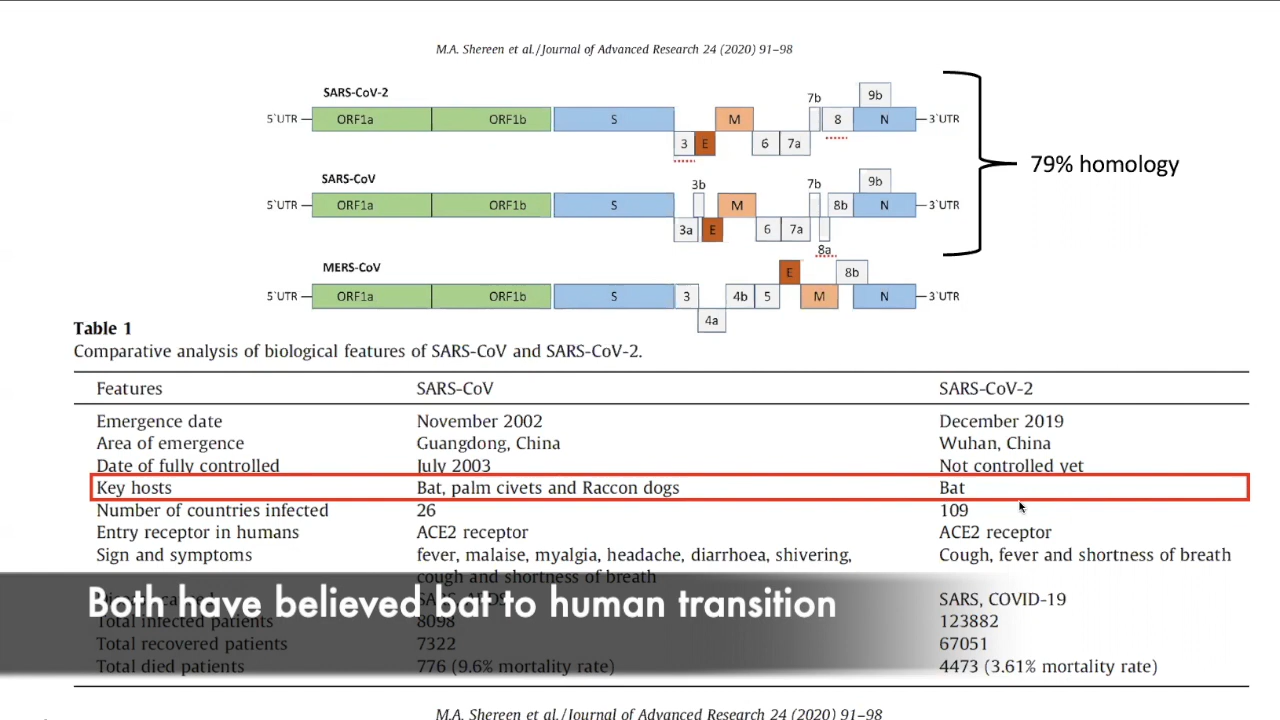 M.A. Shereen et al./Journal of Advanced Research 24 (2020) 91–98
SARS-CoV-2
7b 9b
5`UTR ORF1a ORF1b S M 8 N 3`UTR
3 E 6 7a
79% homology
SARS-CoV
3b 7b 9b
5`UTR ORF1a ORF1b S M 8b N 3`UTR
3a E 6 7a
8a
MERS-CoV
E 8b
5`UTR ORF1a ORF1b S 3 4b 5 M N 3`UTR
4a
Table 1
Comparative analysis of biological features of SARS-CoV and SARS-CoV-2.
Features SARS-CoV SARS-CoV-2
Emergence date November 2002 December 2019
Area of emergence Guangdong, China Wuhan, China
Date of fully controlled July 2003 Not controlled yet
Key hosts Bat, palm civets and Raccon dogs Bat
Number of countries infected 26 109
Entry receptor in humans ACE2 receptor ACE2 receptor
Sign and symptoms fever, malaise, myalgia, headache, diarrhoea, shivering, Cough, fever and shortness of breath
cough and shortness of breath
Both have believed bat to human transition
SARS, COVID-19
Total infected patients 8098 123882
Total recovered patients 7322 67051
Total died patients 776 (9.6% mortality rate) 4473 (3.61% mortality rate)
M.A. Shereen et al./Journal of Advanced Research 24 (2020) 91–98